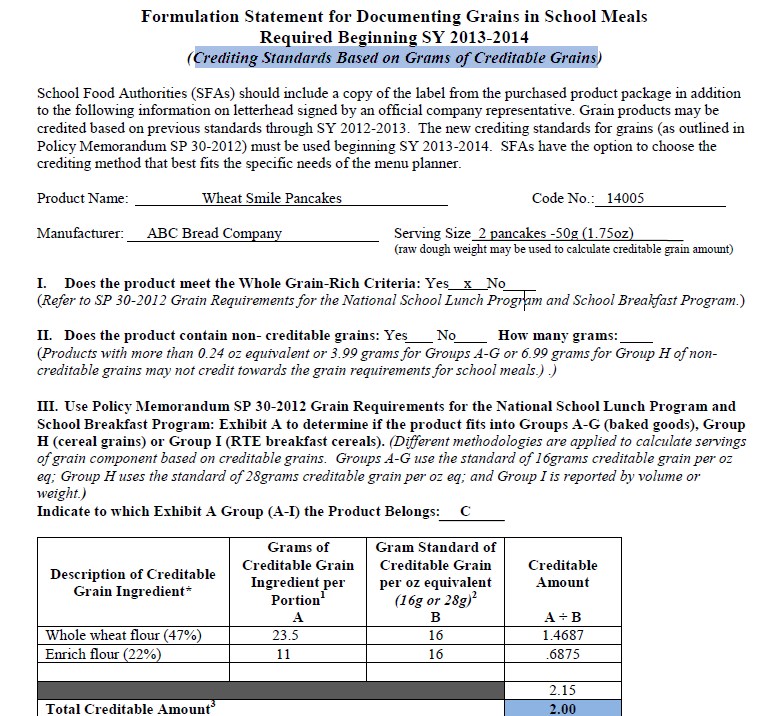 Formulation Statement for Documenting Grains in School Meals
Required Beginning SY 2013-2014
(Crediting Standards Based on Grams of Creditable Grains)
School Food Authorities (SFAs) should include a copy of the label from the purchased product package in addition
to the following information on letterhead signed by an official company representative. Grain products may be
credited based on previous standards through SY 2012-2013. The new crediting standards for grains (as outlined in
Policy Memorandum SP 30-2012) must be used beginning SY 2013-2014. SFAs have the option to choose the
crediting method that best fits the specific needs of the menu planner.
Product Name: Wheat Smile Pancakes Code No.: 14005
Manufacturer: ABC Bread Company Serving Size 2 pancakes -50g (1.75oz)
(raw dough weight may be used to calculate creditable grain amount)
I. Does the product meet the Whole Grain-Rich Criteria: Yes x No
(Refer to SP 30-2012 Grain Requirements for the National School Lunch Program and School Breakfast Program.)
II. Does the product contain non- creditable grains: Yes No How many grams:
(Products with more than 0.24 oz equivalent or 3.99 grams for Groups A-G or 6.99 grams for Group H of non-
creditable grains may not credit towards the grain requirements for school meals.) .)
III. Use Policy Memorandum SP 30-2012 Grain Requirements for the National School Lunch Program and
School Breakfast Program: Exhibit A to determine if the product fits into Groups A-G (baked goods), Group
H (cereal grains) or Group I (RTE breakfast cereals). (Different methodologies are applied to calculate servings
of grain component based on creditable grains. Groups A-G use the standard of 16grams creditable grain per oz
eq; Group H uses the standard of 28grams creditable grain per oz eq; and Group I is reported by volume or
weight.)
Indicate to which Exhibit A Group (A-I) the Product Belongs: C
Description of Creditable
Grain Ingredient*
Grams of
Creditable Grain
Ingredient per
Portion1
A
Gram Standard of
Creditable Grain
per oz equivalent
(16g or 28g)2
B
Creditable
Amount
A ÷ B
Whole wheat flour (47%) 23.5 16 1.4687
Enrich flour (22%) 11 16 .6875
2.15
Total Creditable Amount3 2.00